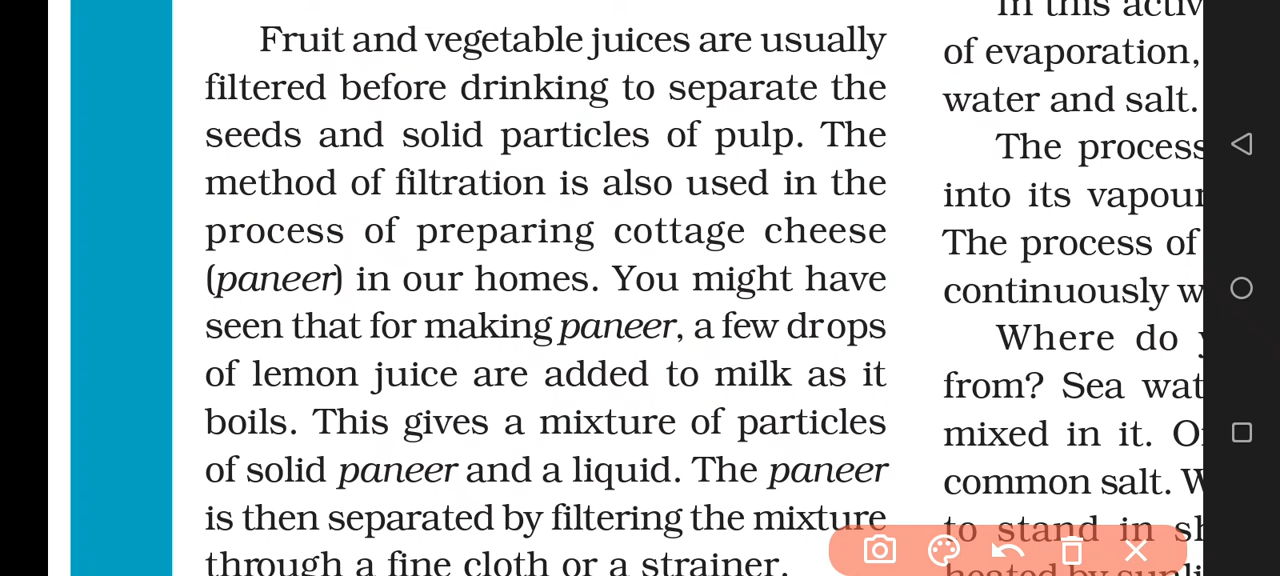 Fruit and vegetable juices are usually
filtered before drinking to separate the
seeds and solid particles of pulp. The
method of filtration is also used in the
process of preparing cottage cheese
(paneer) in our homes. You might have
seen that for making paneer, a few drops
of lemon juice are added to milk as it
boils. This gives a mixture of particles
of solid paneer and a liquid. The paneer
is then separated by filtering the mixture
through a fine cloth or a strainer.
In this
of evaporation,
water and salt.
The process
into its
The process of
continuously
Where do
from? Sea
mixed in it.
common salt.
to stand in